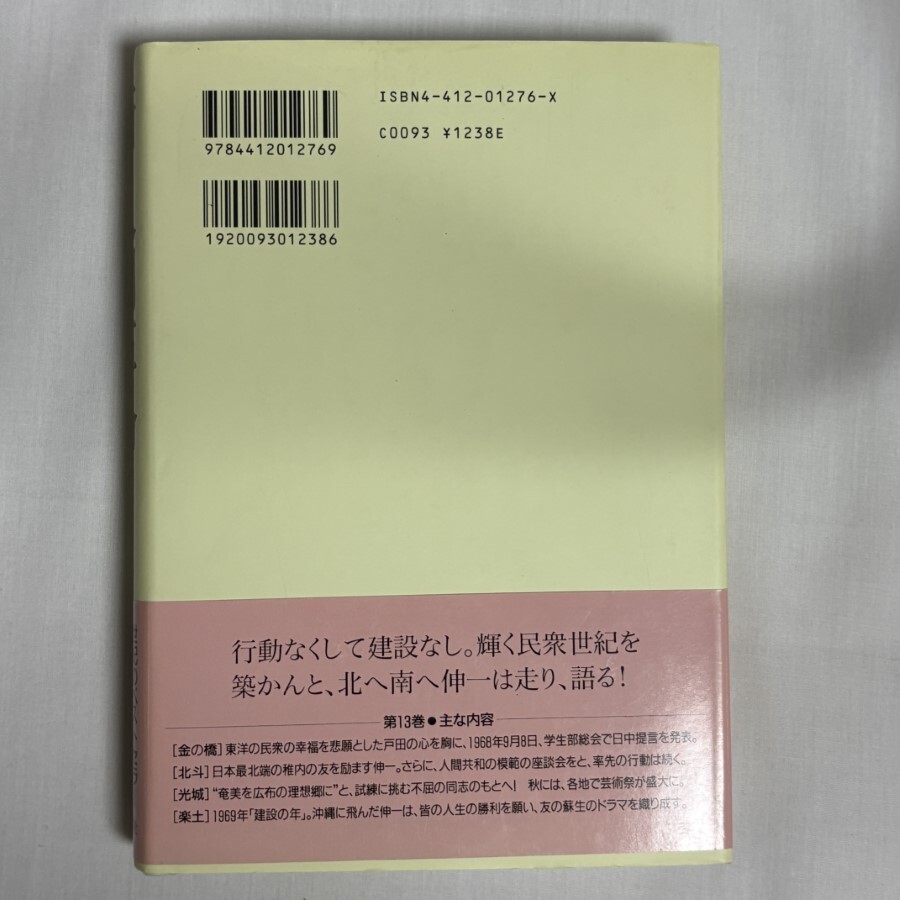 ISBN4-412-01276-X
C0093 ¥1238E
9784412012769
1920093012386
行動なくして建設なし。輝く民衆世紀を
築かんと、北へ南へ伸一は走り、語る!
第13巻●主な内容
[金の橋]東洋の民衆の幸福を悲願とした戸田の心を胸に、1968年9月8日、学生部総会で日中提言を発表。
[北斗]日本最北端の稚内の友を励ます伸一。さらに、人間共和の模範の座談会をと、率先の行動は続く。
[光城]“奄美を広布の理想郷に”と、試練に挑む不屈の同志のもとへ! 秋には、各地で芸術祭が盛大に。
[楽土]1969年「建設の年」。沖縄に飛んだ伸一は、皆の人生の勝利を願い、友の蘇生のドラマを織り成す。